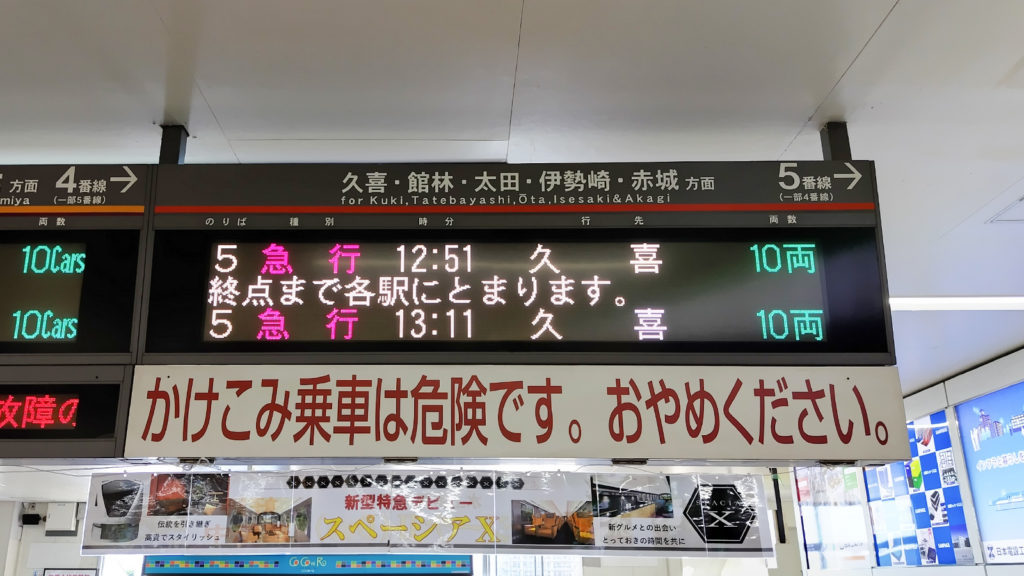 方面 4番線→
miya (一部5番線)
両数
10Cars
10Cars
故障の
久喜・館林・太田・伊勢崎・赤城 方面 5番線→
for Kuki,Tatebayashi,Ōta,Isesaki&Akagi (一部4番線)
のりば 種別 時分 行先 両数
5 急行 12:51 久喜 10両
終点まで各駅にとまります。
5 急行 13:11 久喜 10両
かけこみ乗車は危険です。おやめください。
新型特急デビュー
スペーシアX
伝統を引き継ぎ
高貴でスタイリッシュ
新グルメとの出会い
とっておきの時間を共に
X
日本電設工